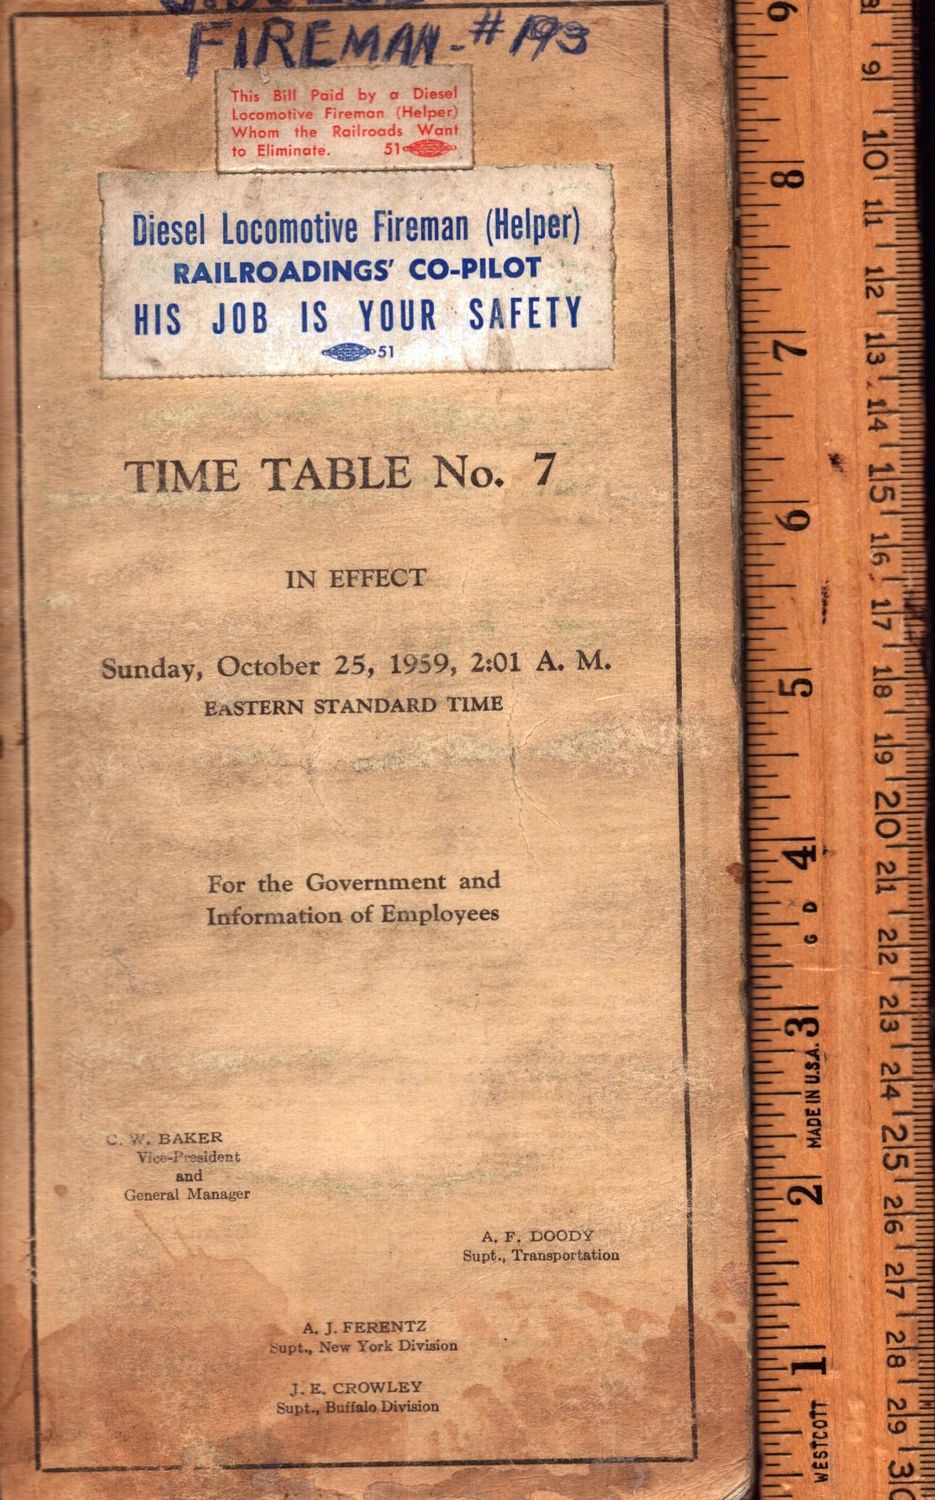 FIREMAN - # 193
This Bill Paid by a Diesel
Locomotive Fireman (Helper)
Whom the Railroads Want
to Eliminate. 51
Diesel Locomotive Fireman (Helper)
RAILROADINGS' CO-PILOT
HIS JOB IS YOUR SAFETY
51
TIME TABLE No. 7
IN EFFECT
Sunday, October 25, 1959, 2:01 A. M.
EASTERN STANDARD TIME
For the Government and
Information of Employees
C. W. BAKER
Vice-President
and
General Manager
A. F. DOODY
Supt., Transportation
A. J. FERENTZ
Supt., New York Division
J. E. CROWLEY
Supt., Buffalo Division
9
8
7
6
5
4
3
2
1
G D
MADE IN U.S.A.
WESTCOTT
8
9
10
11
12
13
14
15
16
17
18
19
20
21
22
23
24
25
26
27
28
29
30